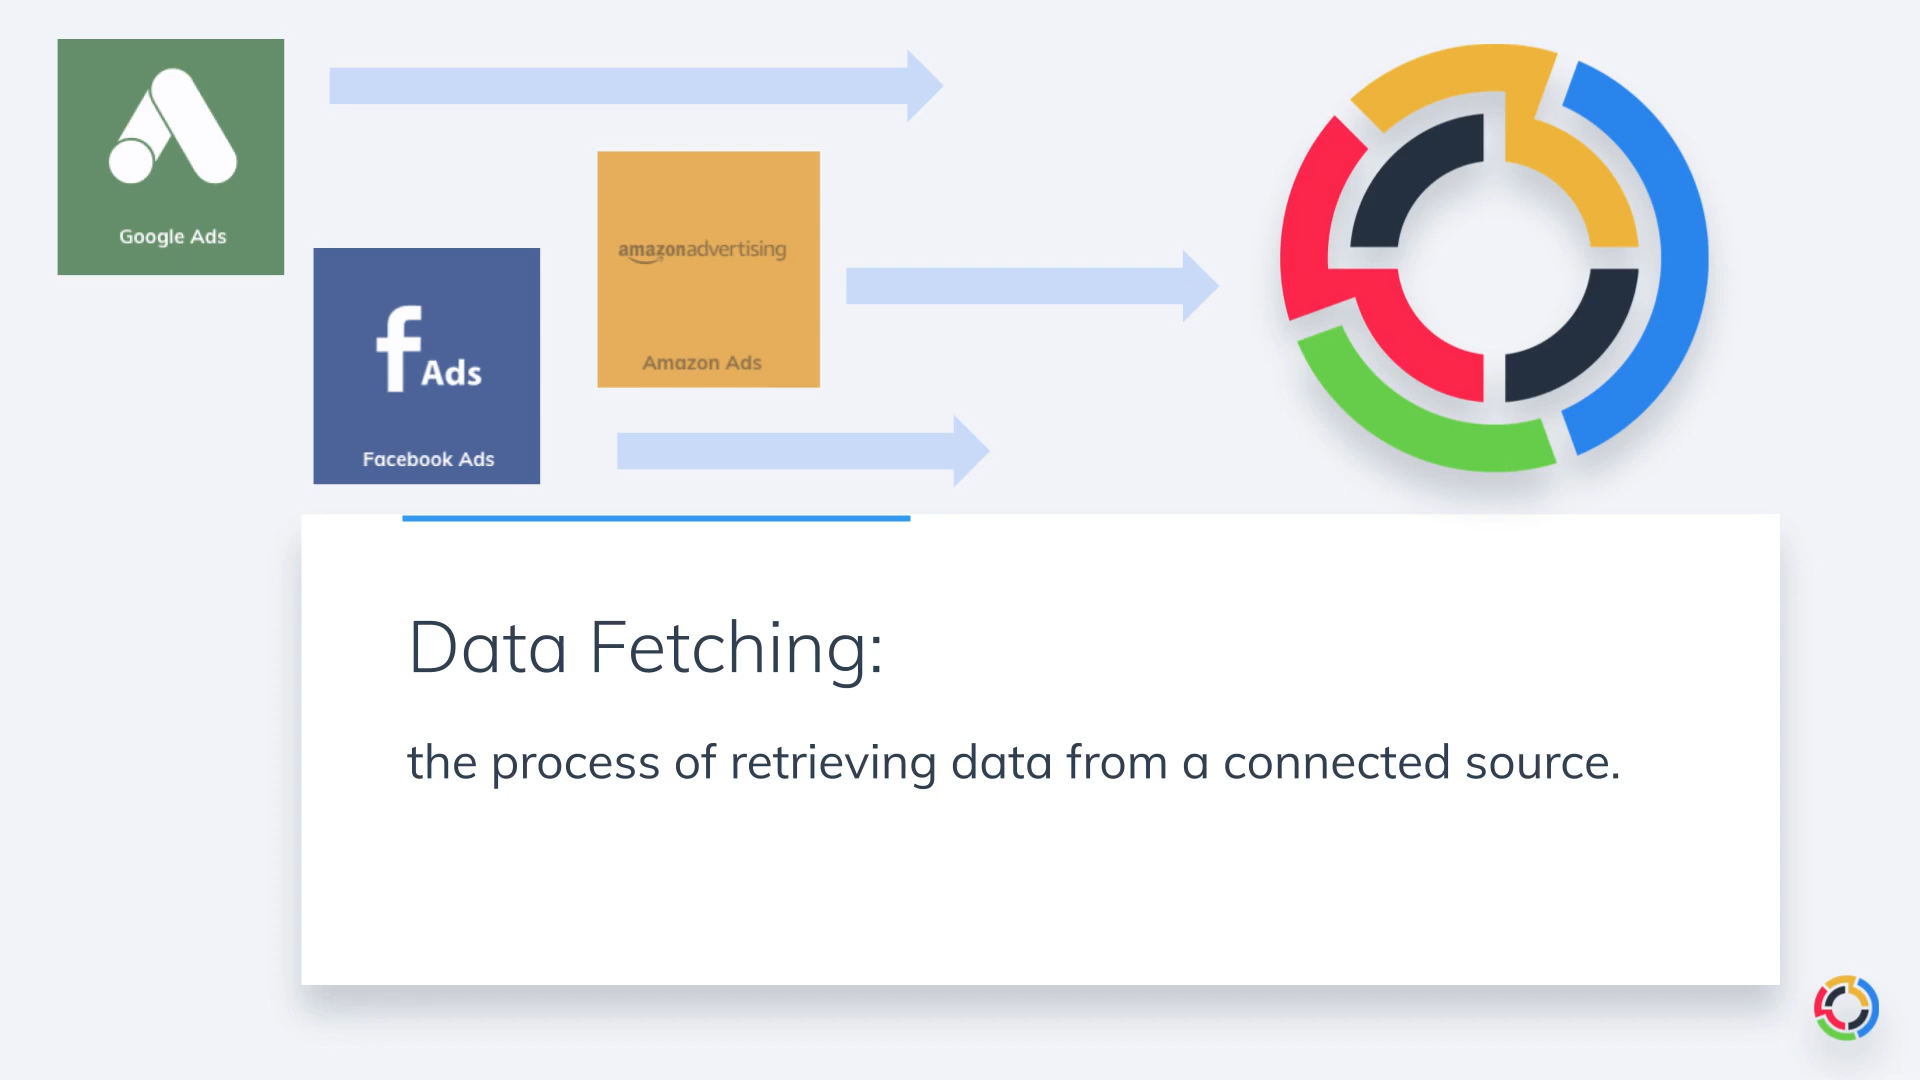 Google Ads
amazonadvertising
Amazon Ads
f Ads
Facebook Ads
Data Fetching:
the process of retrieving data from a connected source.